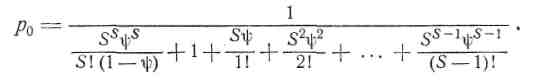 p₀ = 1 / ( S^S ψ^S / (S! (1 − ψ)) + 1 + Sψ / 1! + S²ψ² / 2! + … + S^(S−1) ψ^(S−1) / (S−1)! ) .